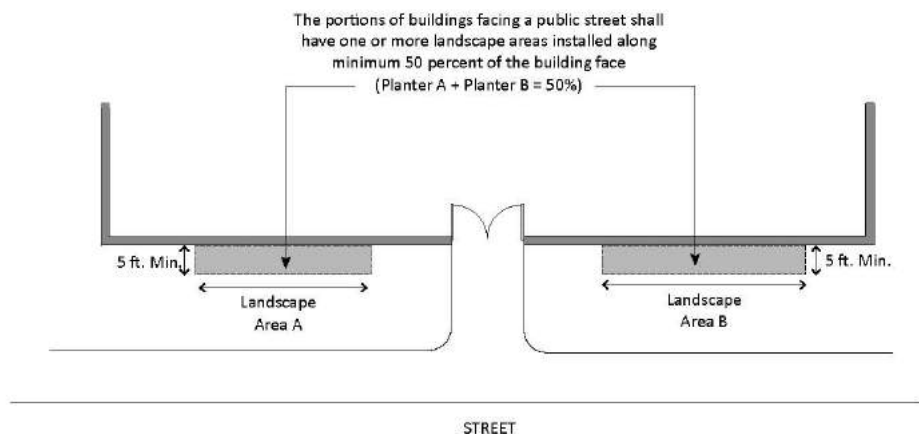 The portions of buildings facing a public street shall
have one or more landscape areas installed along
minimum 50 percent of the building face
(Planter A + Planter B = 50%)
5 ft. Min.
5 ft. Min.
Landscape
Area A
Landscape
Area B
STREET